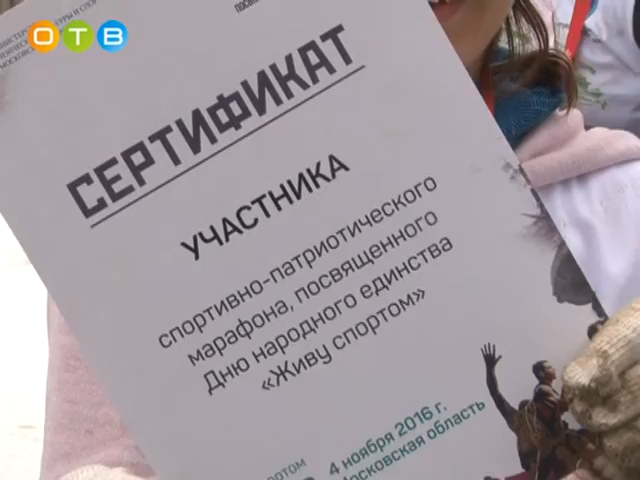 ОТВ
СЕРТИФИКАТ
УЧАСТНИКА
спортивно-патриотического
марафона, посвященного
Дню народного единства
«Живу спортом»
4 ноября 2016 г.
Московская область